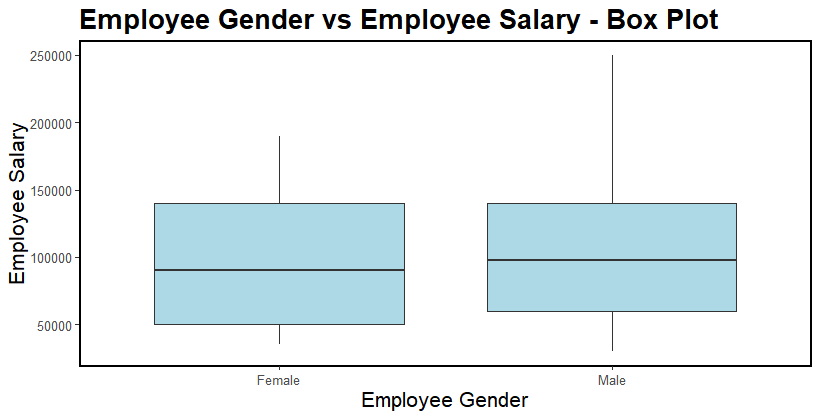 Employee Gender vs Employee Salary - Box Plot
Employee Salary
250000
200000
150000
100000
50000
Female
Male
Employee Gender